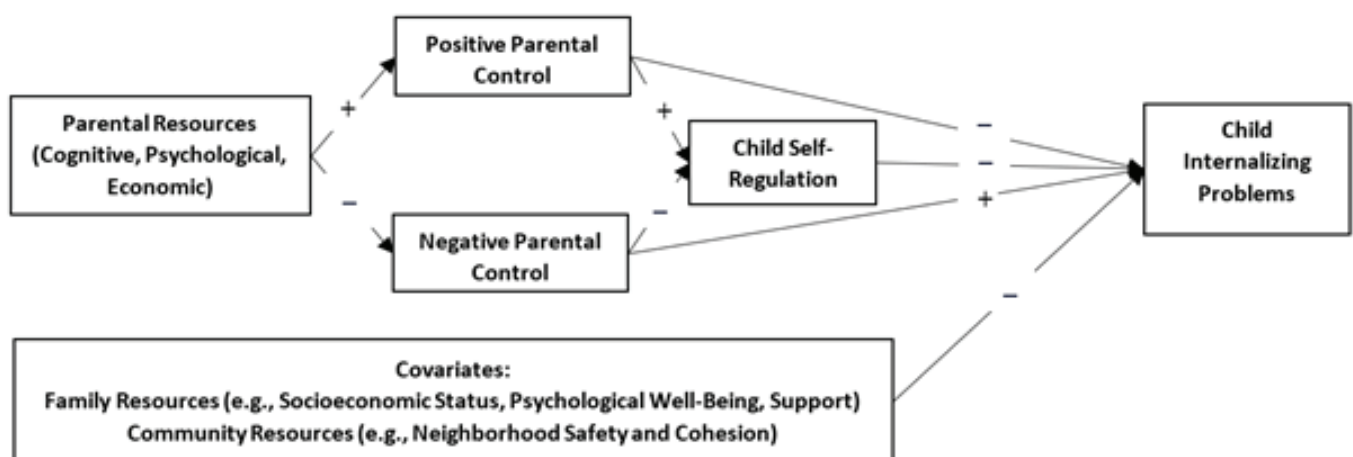 Positive Parental
Control
+
Parental Resources
(Cognitive, Psychological,
Economic)
–
Negative Parental
Control
+
–
Child Self-
Regulation
–
–
+
Child
Internalizing
Problems
–
Covariates:
Family Resources (e.g., Socioeconomic Status, Psychological Well-Being, Support)
Community Resources (e.g., Neighborhood Safety and Cohesion)